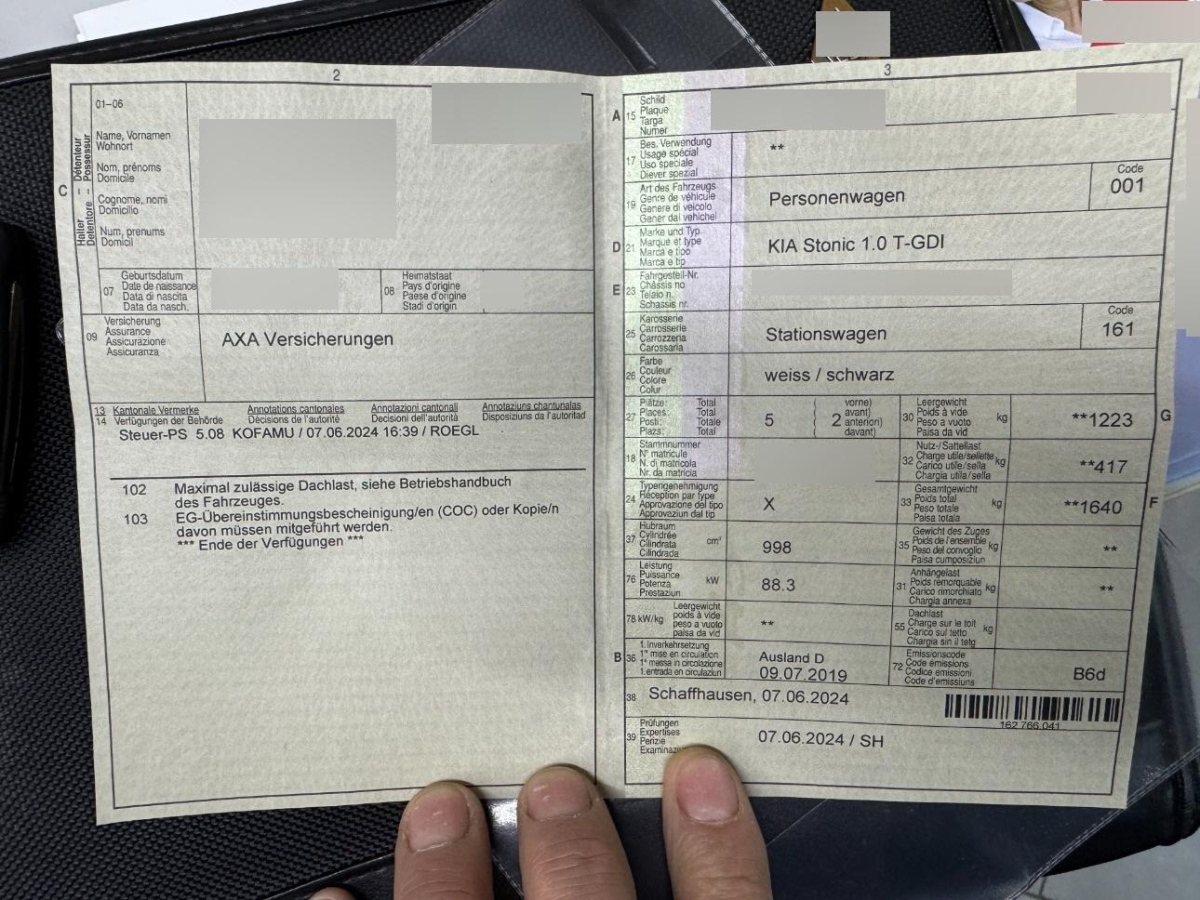 2
01-06
C
Halter – Détenteur
Detentore – Possessur
Name, Vornamen
Wohnort
Nom, prénoms
Domicile
Cognome, nomi
Domicilio
Num, prenums
Domicil
07
Geburtsdatum
Date de naissance
Data di nascita
Data da nasch.
08
Heimatstaat
Pays d'origine
Paese d'origine
Stadi d'origin
09
Versicherung
Assurance
Assicurazione
Assicuranza
AXA Versicherungen
13 Kantonale Vermerke Annotations cantonales Annotazioni cantonali Annotaziuns chantunalas
14 Verfügungen der Behörde Décisions de l'autorité Decisioni dell'autorità Disposiziuns da l'autoritad
Steuer-PS 5.08 KOFAMU / 07.06.2024 16:39 / ROEGL
102 Maximal zulässige Dachlast, siehe Betriebshandbuch
des Fahrzeuges.
103 EG-Übereinstimmungsbescheinigung/en (COC) oder Kopie/n
davon müssen mitgeführt werden.
*** Ende der Verfügungen ***
3
A 15
Schild
Plaque
Targa
Numer
17
Bes. Verwendung
Usage spécial
Uso speciale
Diever spezial
**
19
Art des Fahrzeugs
Genre de véhicule
Genere di veicolo
Gener dal vehichel
Personenwagen
Code
001
D 21
Marke und Typ
Marque et type
Marca e tipo
Marca e tip
KIA Stonic 1.0 T-GDI
E 23
Fahrgestell-Nr.
Châssis no
Telaio n.
Schassis nr.
25
Karosserie
Carrosserie
Carrozzeria
Carossaria
Stationswagen
Code
161
26
Farbe
Couleur
Colore
Colur
weiss / schwarz
27
Plätze: Total
Places: Total
Posti: Totale
Plazs: Total
5
( vorne)
( 2 avant)
( anteriori)
( davant)
30
Leergewicht
Poids à vide
Peso a vuoto
Paisa da vid
kg
**1223
G
18
Stammnummer
N° matricule
N. di matricola
Nr. da matricla
32
Nutz-/Sattellast
Charge utile/sellette
Carico utile/sella
Chargia utila/sella
kg
**417
24
Typengenehmigung
Réception par type
Approvazione del tipo
Approvaziun dal tip
X
33
Gesamtgewicht
Poids total
Peso totale
Paisa totala
kg
**1640
F
37
Hubraum
Cylindrée
Cilindrata
Cilindrada
cm³
998
35
Gewicht des Zuges
Poids de l'ensemble
Peso del convoglio
Paisa cumposiziun
kg
**
76
Leistung
Puissance
Potenza
Prestaziun
kW
88.3
31
Anhängelast
Poids remorquable
Carico rimorchiato
Chargia annexa
kg
**
78 kW/kg
Leergewicht
poids à vide
peso a vuoto
paisa da vid
**
55
Dachlast
Charge sur le toit
Carico sul tetto
Chargia sin il tetg
kg
B 36
1. Inverkehrsetzung
1re mise en circulation
1a messa in circolazione
1. entrada en circulaziun
Ausland D
09.07.2019
72
Emissionscode
Code émissions
Codice emissioni
Code d'emissiuns
B6d
38
Schaffhausen, 07.06.2024
162 766 041
39
Prüfungen
Expertises
Perizie
07.06.2024 / SH